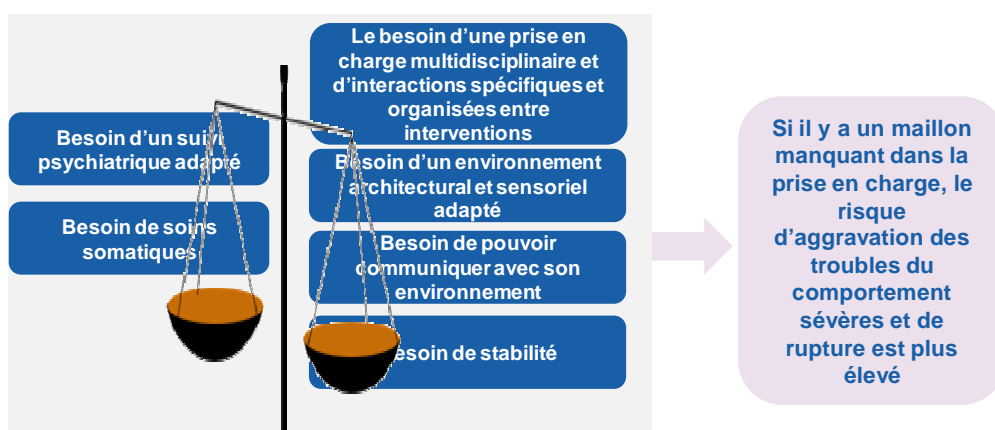 Besoin d'un suivi
psychiatrique adapté
Besoin de soins
somatiques
Le besoin d'une prise en
charge multidisciplinaire et
d'interactions spécifiques et
organisées entre
interventions
Besoin d'un environnement
architectural et sensoriel
adapté
Besoin de pouvoir
communiquer avec son
environnement
Besoin de stabilité
Si il y a un maillon
manquant dans la
prise en charge, le
risque
d'aggravation des
troubles du
comportement
sévères et de
rupture est plus
élevé